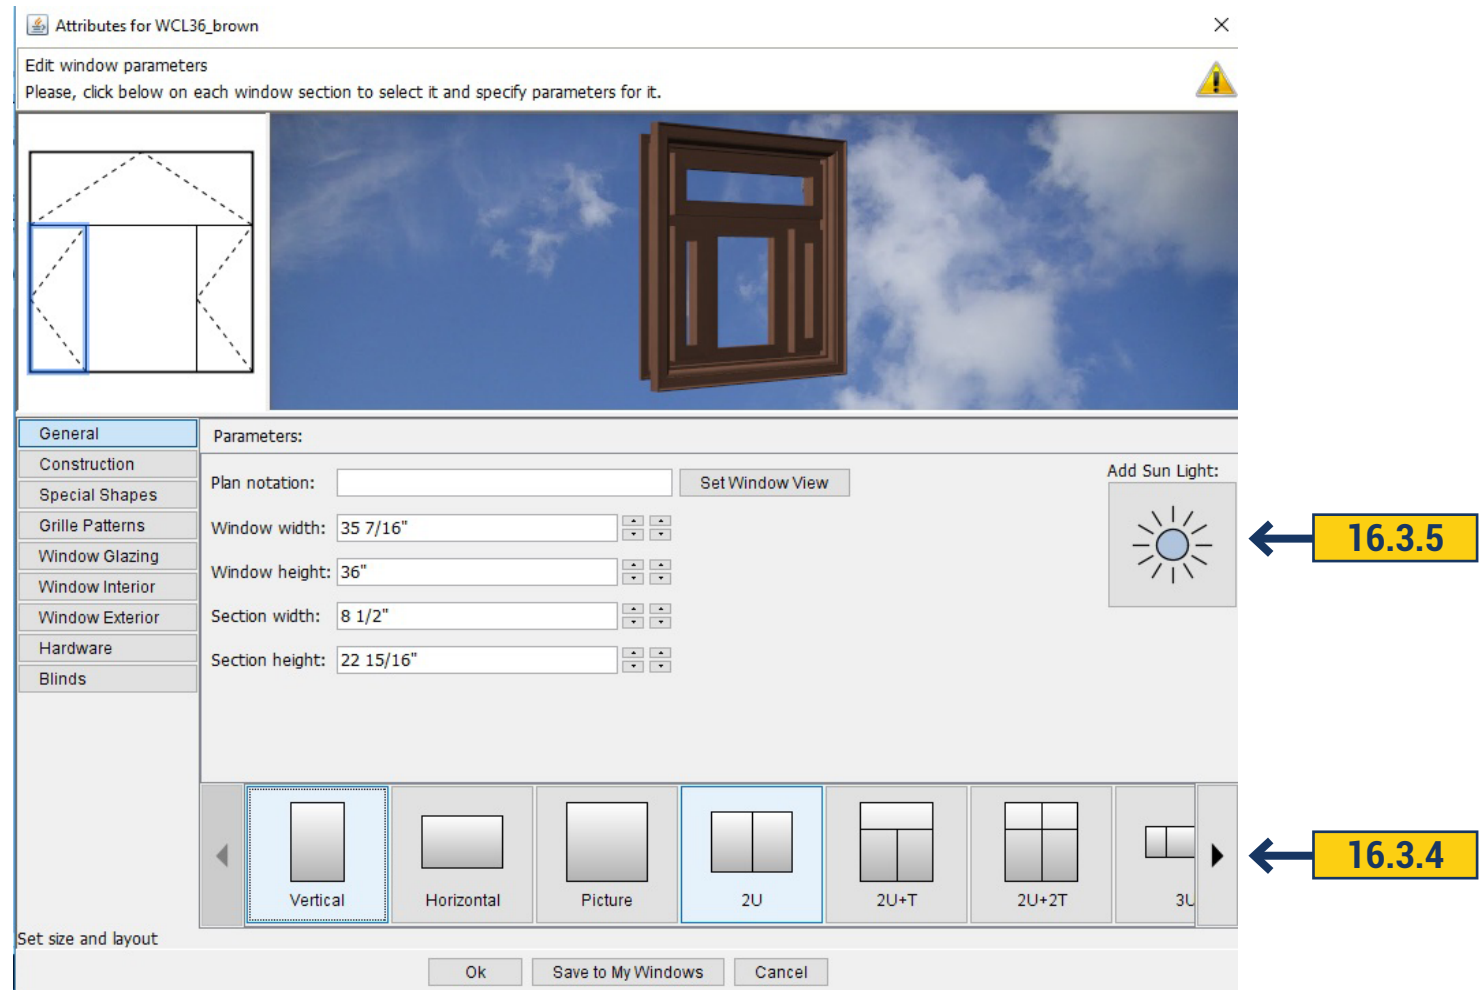 Attributes for WCL36_brown
Edit window parameters
Please, click below on each window section to select it and specify parameters for it.
General
Construction
Special Shapes
Grille Patterns
Window Glazing
Window Interior
Window Exterior
Hardware
Blinds
Parameters:
Plan notation:
Set Window View
Window width: 35 7/16"
Window height: 36"
Section width: 8 1/2"
Section height: 22 15/16"
Add Sun Light:
16.3.5
Vertical
Horizontal
Picture
2U
2U+T
2U+2T
3U
16.3.4
Set size and layout
Ok
Save to My Windows
Cancel